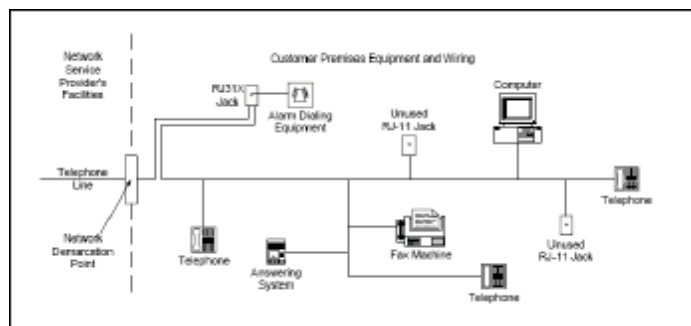 Network
Service
Provider's
Facilities
Customer Premises Equipment and Wiring
RJ31X
Jack
Alarm Dialing
Equipment
Unused
RJ-11 Jack
Computer
Telephone
Line
Network
Demarcation
Point
Telephone
Answering
System
Fax Machine
Telephone
Unused
RJ-11 Jack
Telephone